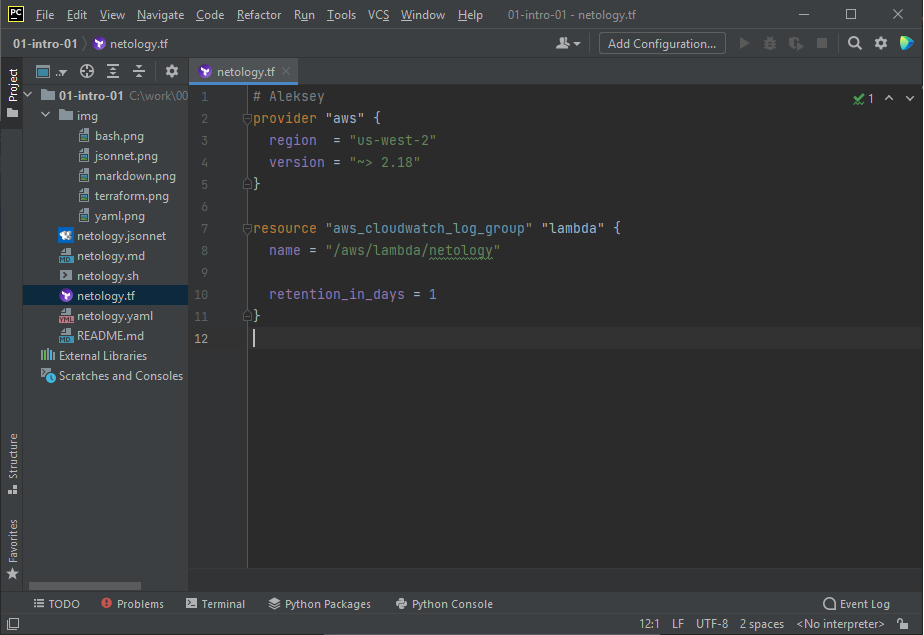 PC File Edit View Navigate Code Refactor Run Tools VCS Window Help 01-intro-01 - netology.tf
01-intro-01 netology.tf Add Configuration...
Project
netology.tf
01-intro-01 C:\work\00
img
bash.png
jsonnet.png
markdown.png
terraform.png
yaml.png
netology.jsonnet
netology.md
netology.sh
netology.tf
netology.yaml
README.md
External Libraries
Scratches and Consoles
Structure
Favorites
1 # Aleksey
2 provider "aws" {
3   region  = "us-west-2"
4   version = "~> 2.18"
5 }
6
7 resource "aws_cloudwatch_log_group" "lambda" {
8   name = "/aws/lambda/netology"
9
10   retention_in_days = 1
11 }
12
1
TODO Problems Terminal Python Packages Python Console Event Log
12:1 LF UTF-8 2 spaces <No interpreter>